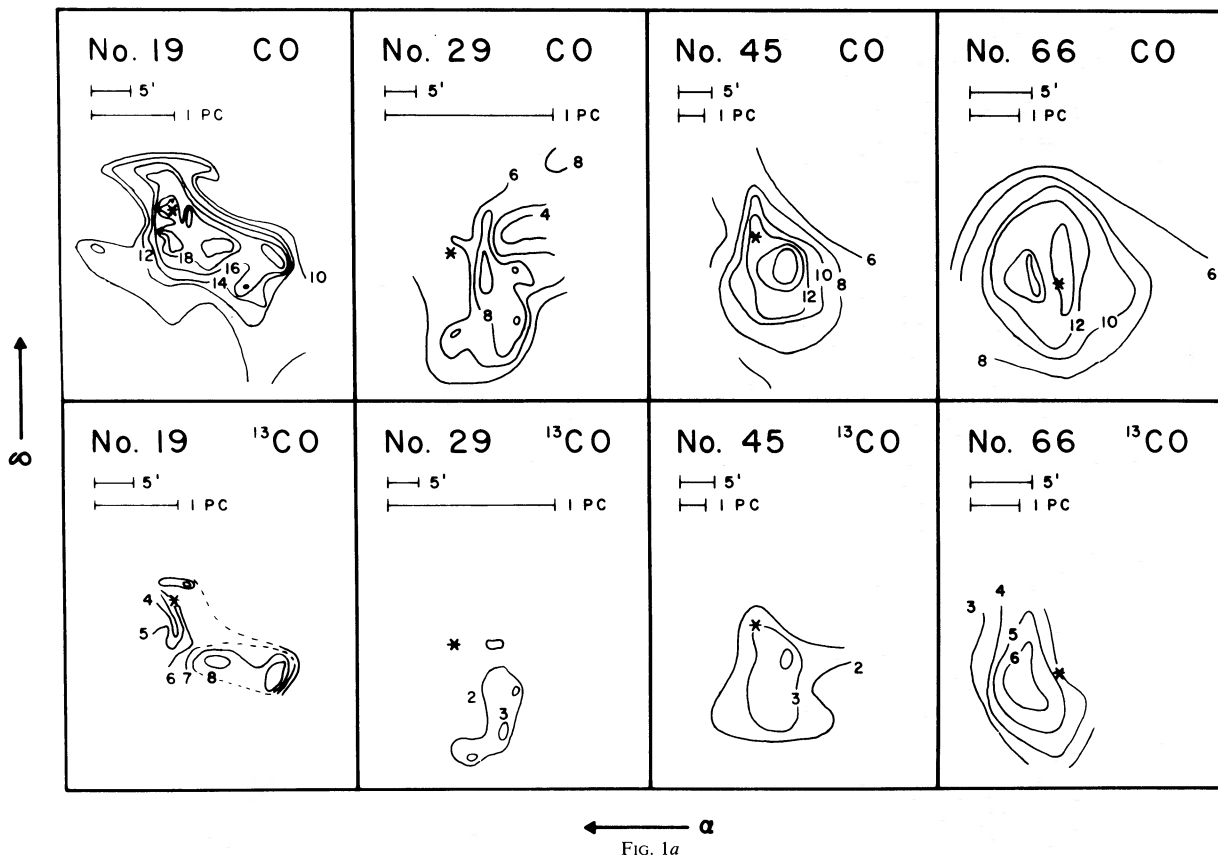 No. 19 CO
5'
1 PC
12
18
16
14
10
No. 29 CO
5'
1 PC
8
6
4
8
No. 45 CO
5'
1 PC
6
10
8
12
No. 66 CO
5'
1 PC
6
12
10
8
No. 19 ¹³CO
5'
1 PC
4
5
6
7
8
No. 29 ¹³CO
5'
1 PC
2
3
No. 45 ¹³CO
5'
1 PC
2
3
No. 66 ¹³CO
5'
1 PC
3
4
5
6
δ
α
FIG. 1a